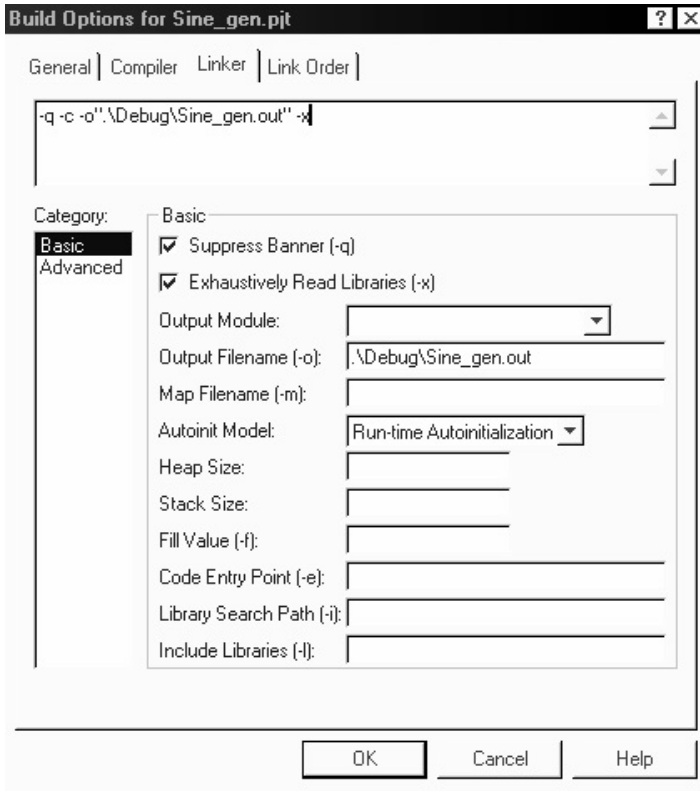 Build Options for Sine_gen.pjt ? X
General Compiler Linker Link Order
-q -c -o".\Debug\Sine_gen.out" -x
Category:
Basic
Advanced
Basic
Suppress Banner (-q)
Exhaustively Read Libraries (-x)
Output Module:
Output Filename (-o): .\Debug\Sine_gen.out
Map Filename (-m):
Autoinit Model: Run-time Autoinitialization
Heap Size:
Stack Size:
Fill Value (-f):
Code Entry Point (-e):
Library Search Path (-i):
Include Libraries (-l):
OK Cancel Help